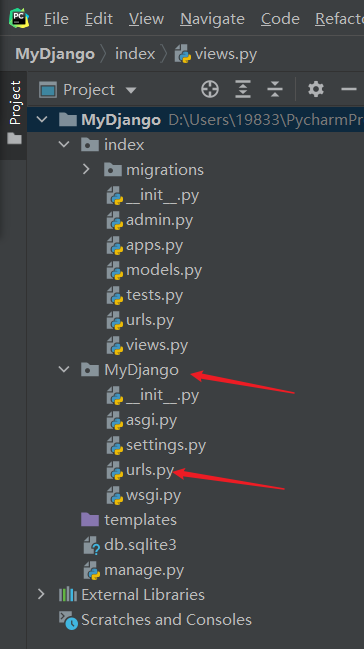 PC File Edit View Navigate Code Refacto
MyDjango index views.py
Project
Project
MyDjango D:\Users\19833\PycharmPr
index
migrations
__init__.py
admin.py
apps.py
models.py
tests.py
urls.py
views.py
MyDjango
__init__.py
asgi.py
settings.py
urls.py
wsgi.py
templates
db.sqlite3
manage.py
External Libraries
Scratches and Consoles